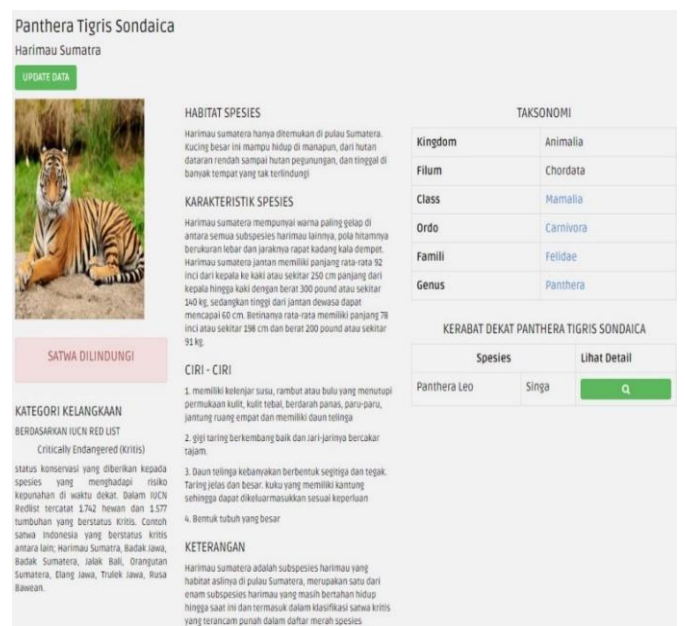 Panthera Tigris Sondaica
Harimau Sumatra
UPDATE DATA
SATWA DILINDUNGI
KATEGORI KELANGKAAN
BERDASARKAN IUCN RED LIST
Critically Endangered (Kritis)
status konservasi yang diberikan kepada
spesies yang menghadapi risiko
kepunahan di waktu dekat. Dalam IUCN
Redlist tercatat 1.742 hewan dan 1.577
tumbuhan yang berstatus Kritis. Contoh
satwa Indonesia yang berstatus kritis
antara lain; Harimau Sumatra, Badak Jawa,
Badak Sumatera, Jalak Bali, Orangutan
Sumatera, Elang Jawa, Trulek Jawa, Rusa
Bawean.
HABITAT SPESIES
Harimau sumatera hanya ditemukan di pulau Sumatera.
Kucing besar ini mampu hidup di manapun, dari hutan
dataran rendah sampai hutan pegunungan, dan tinggal di
banyak tempat yang tak terlindungi
KARAKTERISTIK SPESIES
Harimau sumatera mempunyai warna paling gelap di
antara semua subspesies harimau lainnya, pola hitamnya
berukuran lebar dan jaraknya rapat kadang kala dempet.
Harimau sumatera jantan memiliki panjang rata-rata 92
inci dari kepala ke kaki atau sekitar 250 cm panjang dari
kepala hingga kaki dengan berat 300 pound atau sekitar
140 kg, sedangkan tinggi dari jantan dewasa dapat
mencapai 60 cm. Betinanya rata-rata memiliki panjang 78
inci atau sekitar 198 cm dan berat 200 pound atau sekitar
91 kg.
CIRI - CIRI
1. memiliki kelenjar susu, rambut atau bulu yang menutupi
permukaan kulit, kulit tebal, berdarah panas, paru-paru,
jantung ruang empat dan memiliki daun telinga
2. gigi taring berkembang baik dan Jari-jarinya bercakar
tajam.
3. Daun telinga kebanyakan berbentuk segitiga dan tegak.
Taring jelas dan besar. kuku yang memiliki kantung
sehingga dapat dikeluarmasukkan sesuai keperluan
4. Bentuk tubuh yang besar
KETERANGAN
Harimau sumatera adalah subspesies harimau yang
habitat aslinya di pulau Sumatera, merupakan satu dari
enam subspesies harimau yang masih bertahan hidup
hingga saat ini dan termasuk dalam klasifikasi satwa kritis
yang terancam punah dalam daftar merah spesies
TAKSONOMI
Kingdom Animalia
Filum Chordata
Class Mamalia
Ordo Carnivora
Famili Felidae
Genus Panthera
KERABAT DEKAT PANTHERA TIGRIS SONDAICA
Spesies Lihat Detail
Panthera Leo Singa